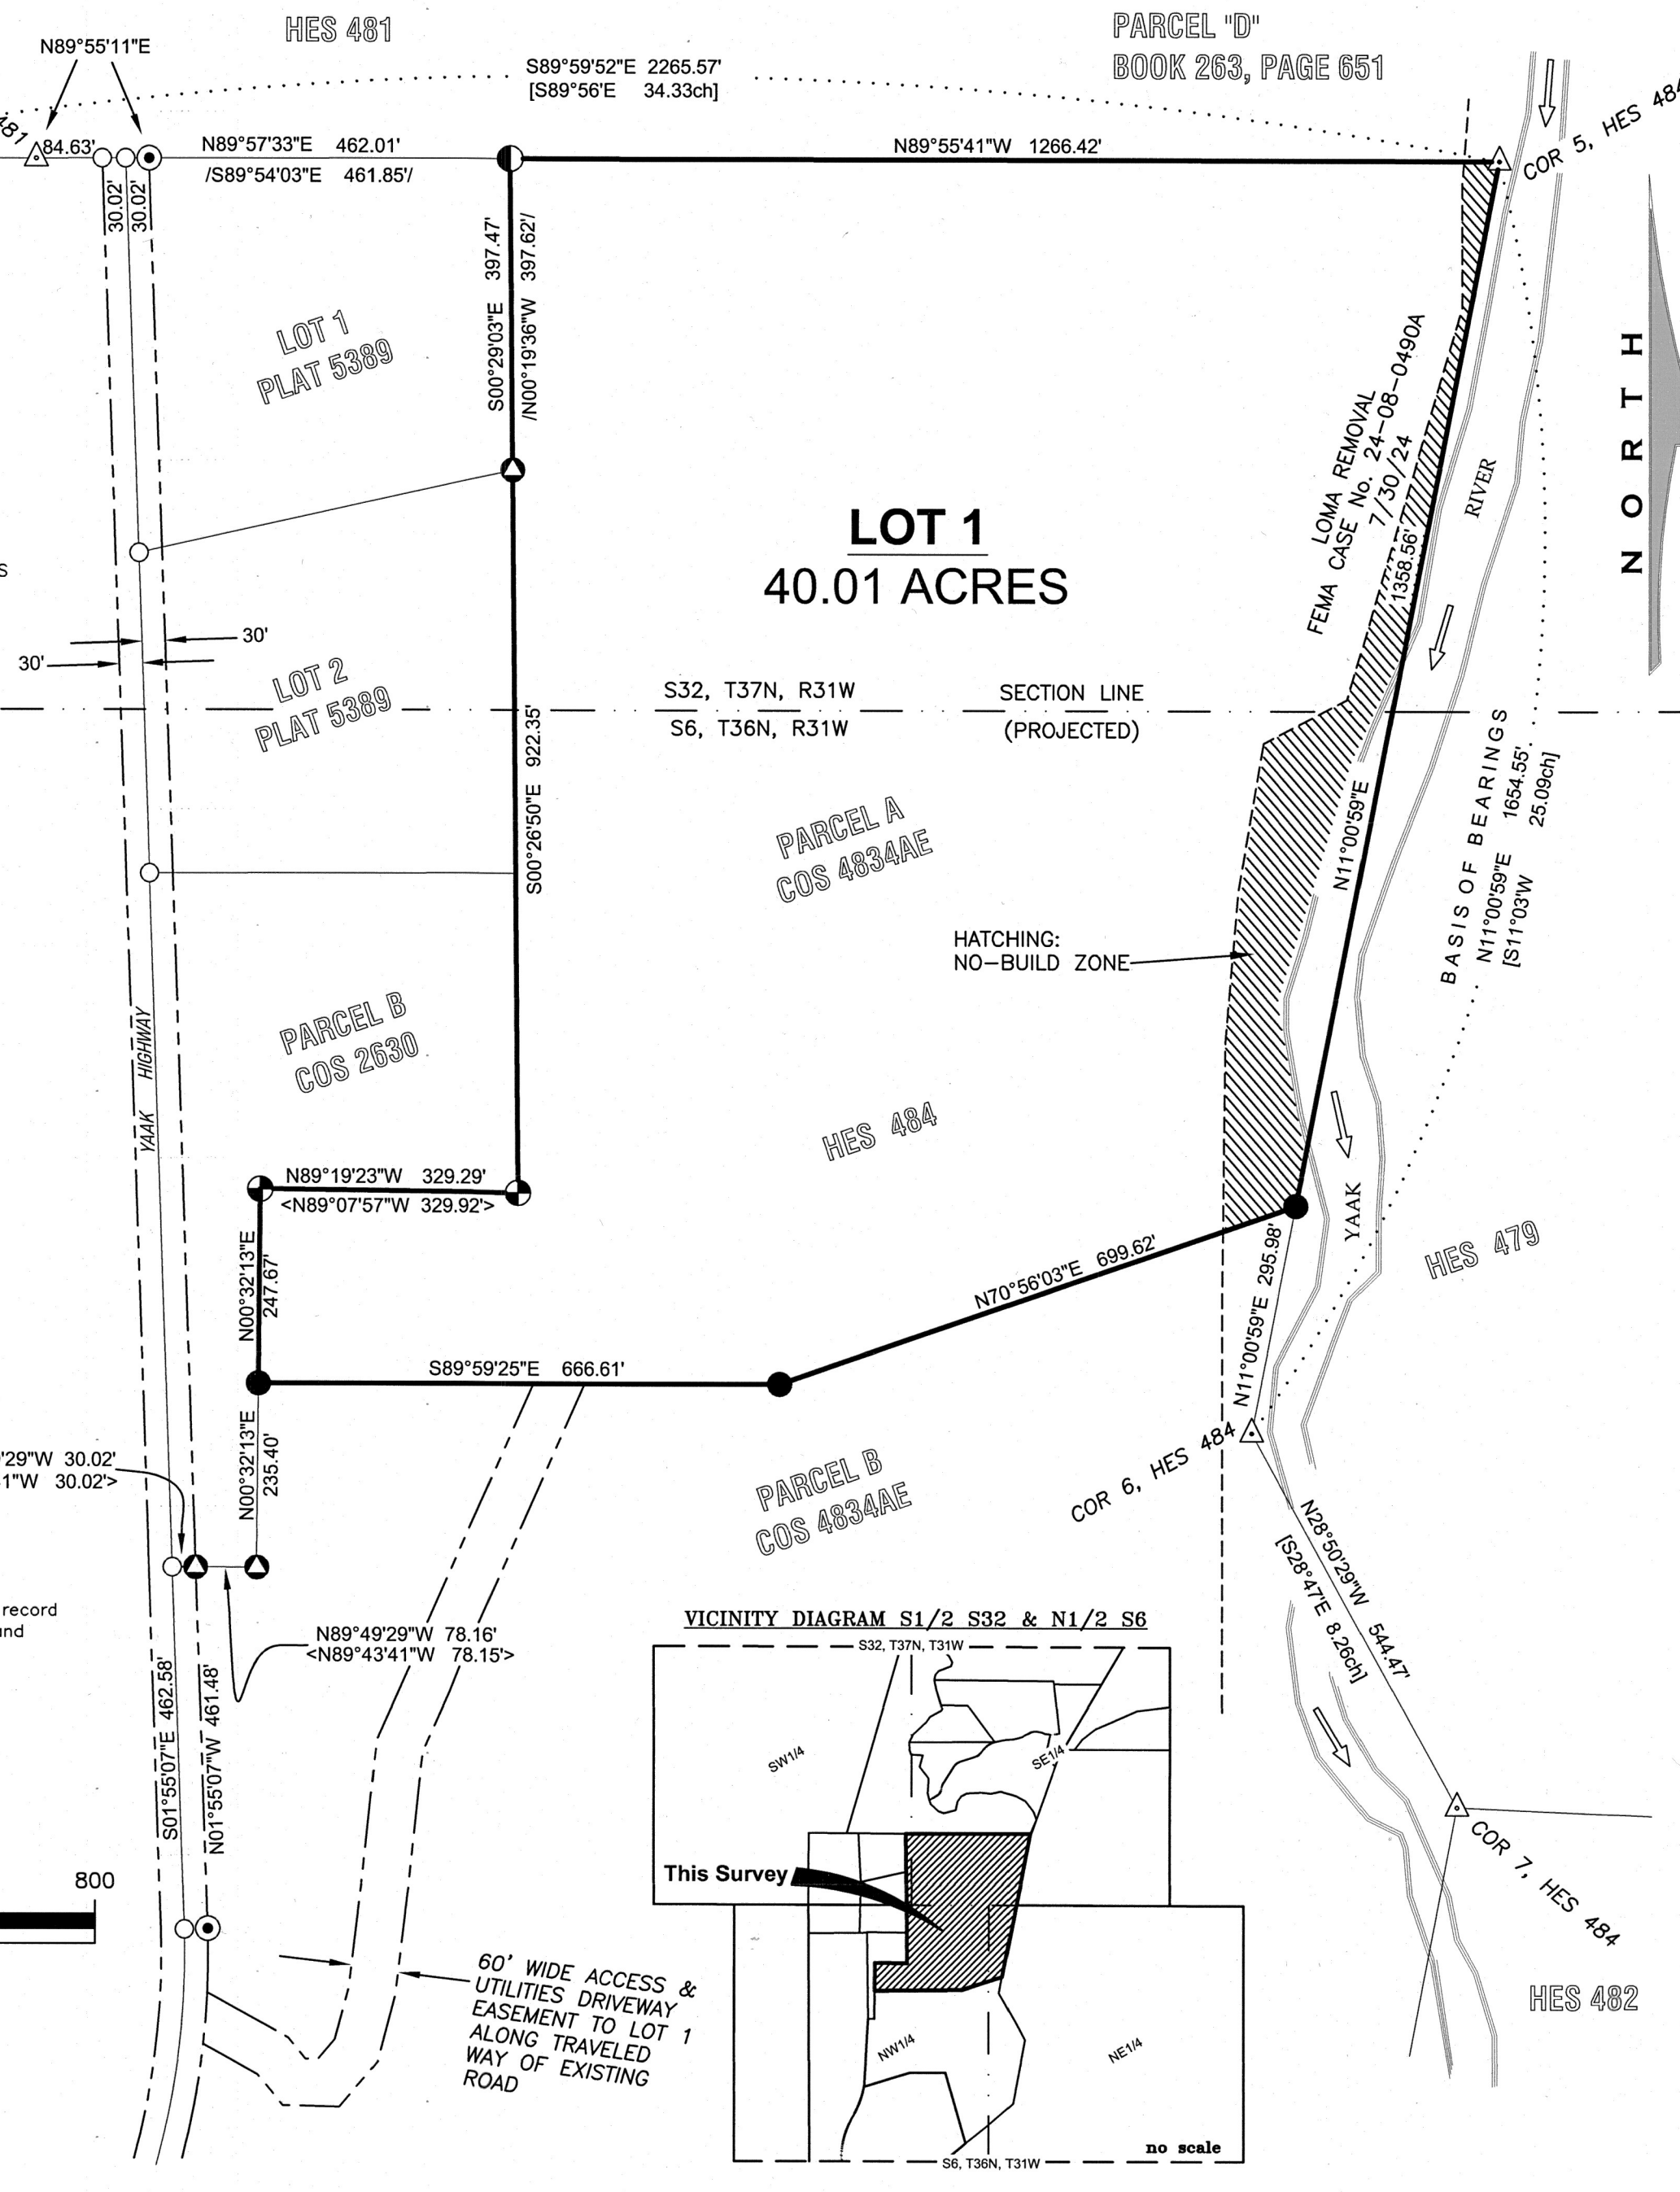 HES 481
PARCEL "D"
BOOK 263, PAGE 651
N89°55'11"E
S89°59'52"E 2265.57'
[S89°56'E 34.33ch]
481
84.63'
N89°57'33"E 462.01'
/S89°54'03"E 461.85'/
N89°55'41"W 1266.42'
COR 5, HES 484
30.02'
30.02'
S00°29'03"E 397.47'
/N00°19'36"W 397.62'/
LOT 1
PLAT 5389
LOMA REMOVAL
FEMA CASE No. 24-08-0490A
7/30/24
1358.56'
RIVER
NORTH
LOT 1
40.01 ACRES
S
30'
30'
LOT 2
PLAT 5389
S32, T37N, R31W
SECTION LINE
S6, T36N, R31W
(PROJECTED)
S00°26'50"E 922.35'
PARCEL A
COS 4834AE
N11°00'59"E
BASIS OF BEARINGS
N11°00'59"E 1654.55'
[S11°03'W 25.09ch]
HATCHING:
NO-BUILD ZONE
YAAK HIGHWAY
PARCEL B
COS 2630
HES 484
N89°19'23"W 329.29'
<N89°07'57"W 329.92'>
YAAK
HES 479
N00°32'13"E
247.67'
N70°56'03"E 699.62'
N11°00'59"E 295.98'
S89°59'25"E 666.61'
N00°32'13"E
235.40'
COR 6, HES 484
'29"W 30.02'
1"W 30.02'>
PARCEL B
COS 4834AE
N28°50'29"W 544.47'
[S28°47'E 8.26ch]
record
und
N89°49'29"W 78.16'
<N89°43'41"W 78.15'>
S01°55'07"E 462.58'
N01°55'07"W 461.48'
VICINITY DIAGRAM S1/2 S32 & N1/2 S6
S32, T37N, T31W
SW1/4
SE1/4
This Survey
NW1/4
NE1/4
no scale
S6, T36N, T31W
COR 7, HES 484
HES 482
800
60' WIDE ACCESS &
UTILITIES DRIVEWAY
EASEMENT TO LOT 1
ALONG TRAVELED
WAY OF EXISTING
ROAD